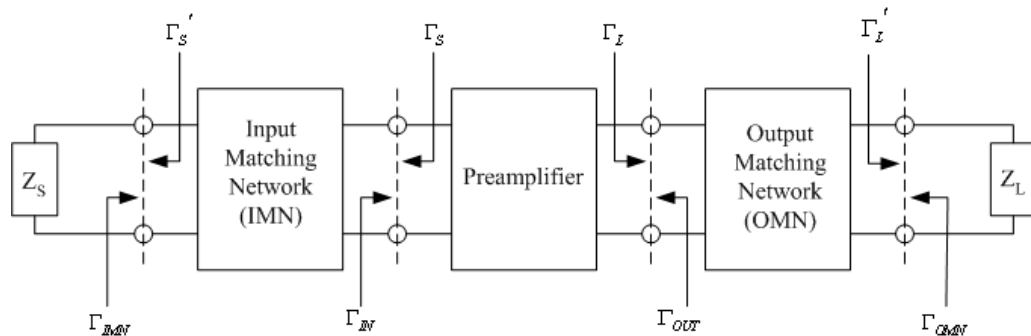 Γ_S' Γ_S Γ_L Γ_L'
Z_S
Input
Matching
Network
(IMN)
Preamplifier
Output
Matching
Network
(OMN)
Z_L
Γ_IMN Γ_IN Γ_OUT Γ_OMN